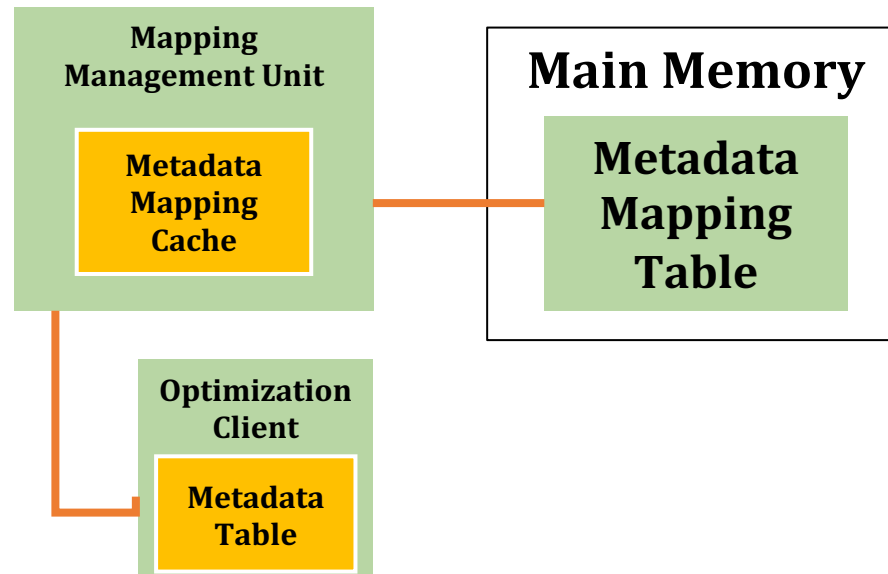 Mapping
Management Unit
Metadata
Mapping
Cache
Main Memory
Metadata
Mapping
Table
Optimization
Client
Metadata
Table